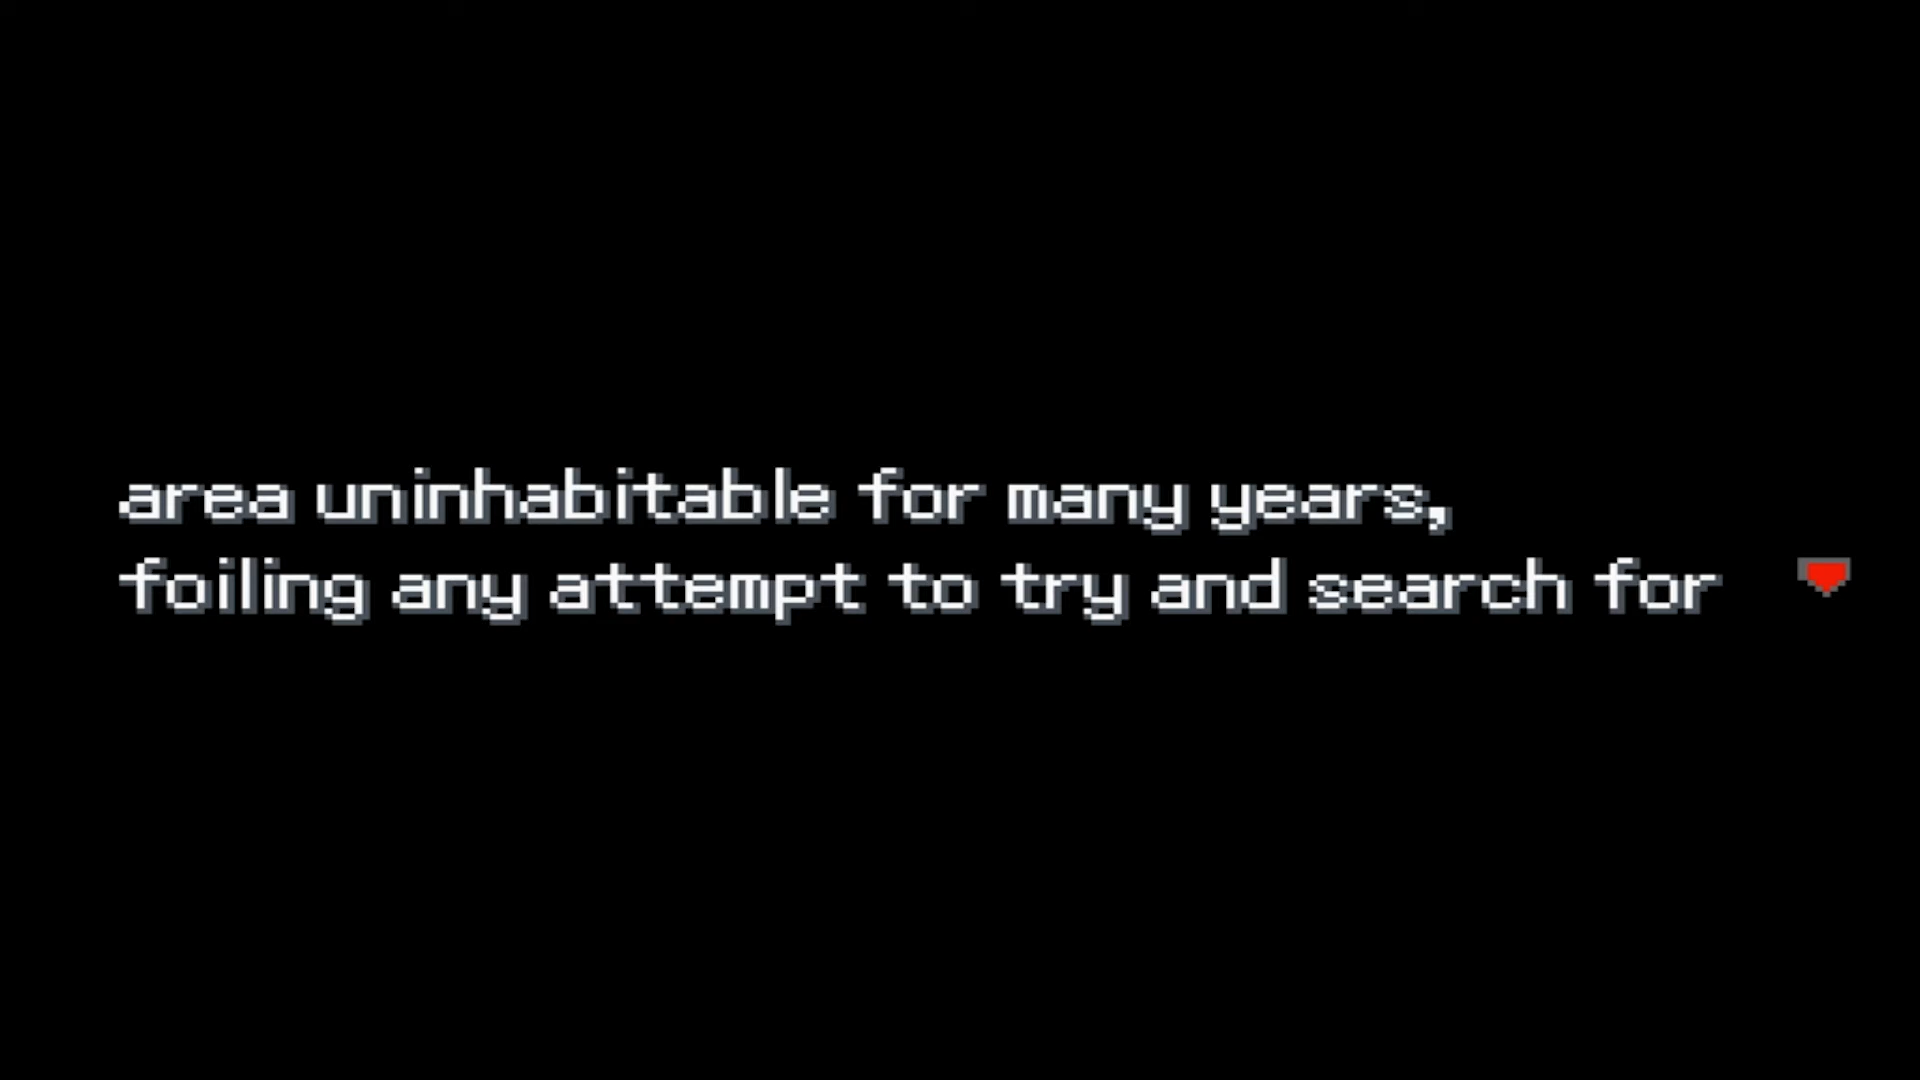 area uninhabitable for many years,
foiling any attempt to try and search for